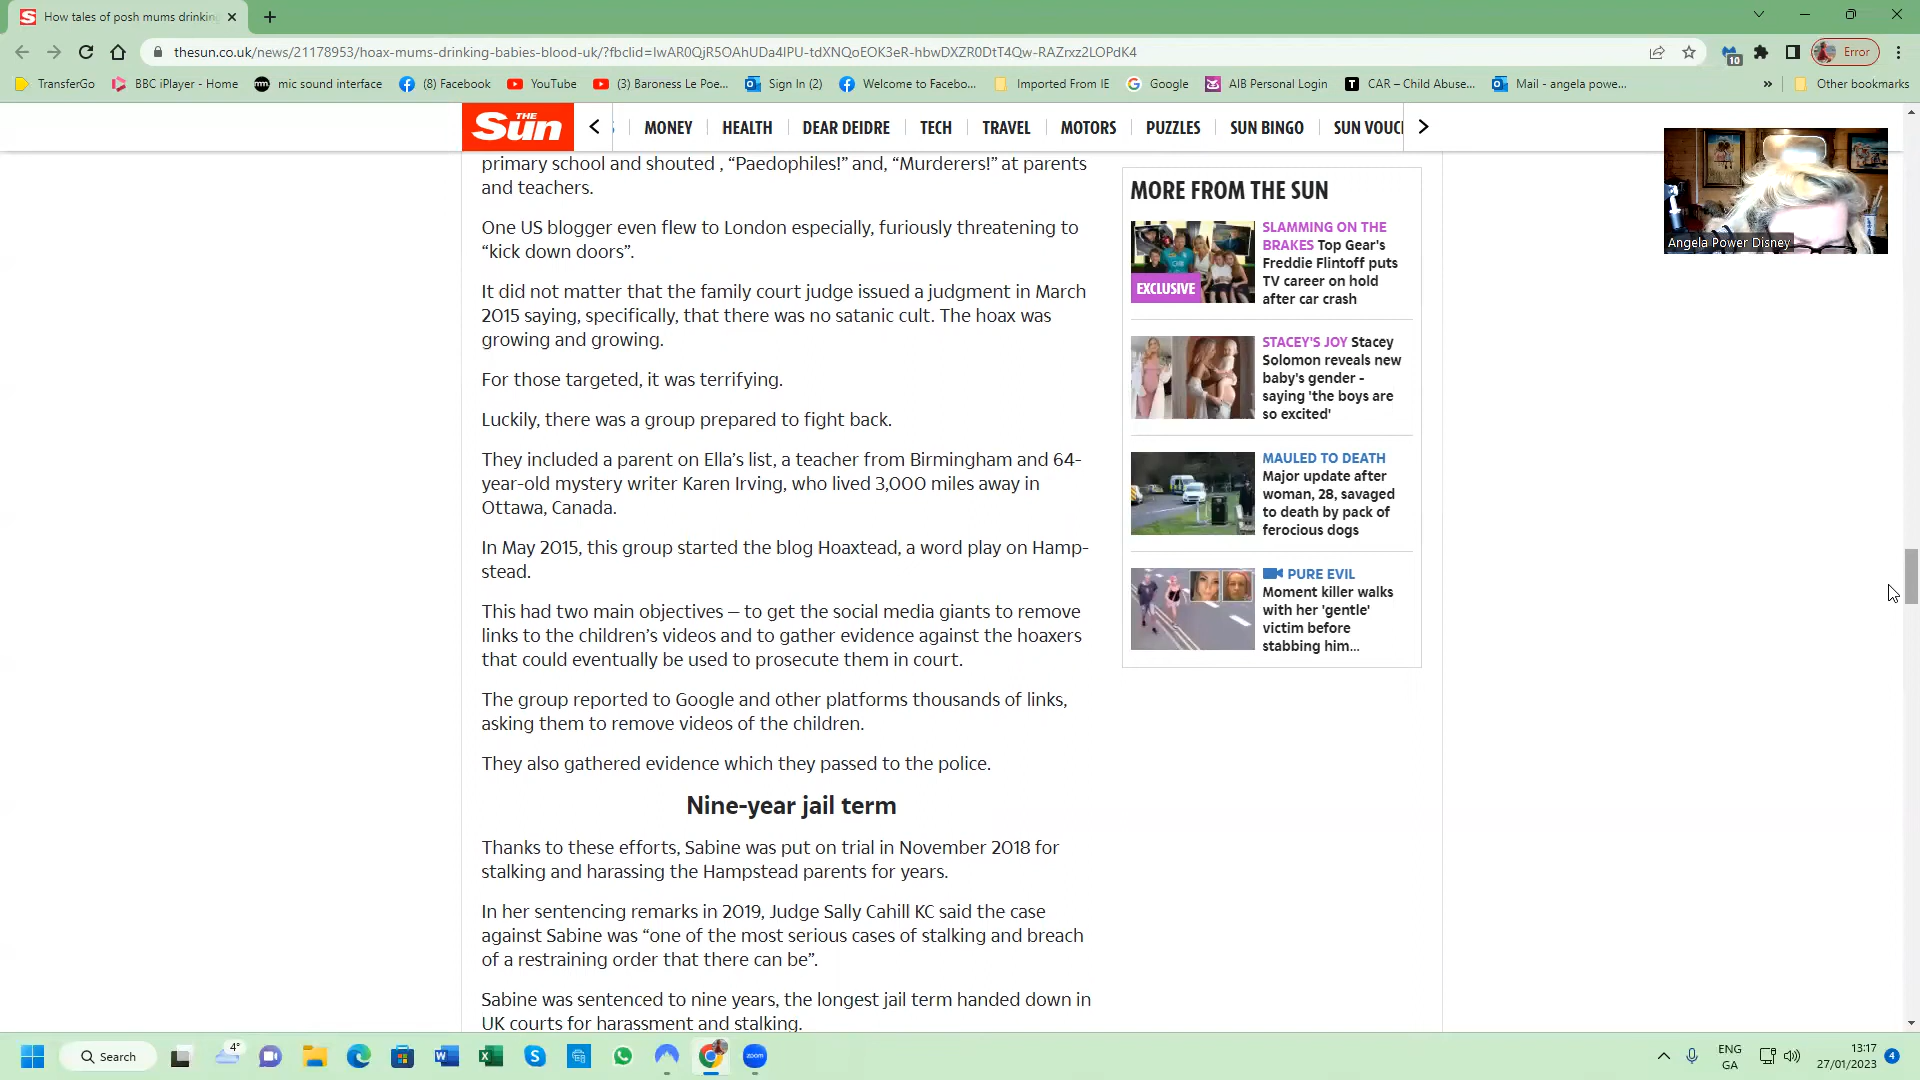 How tales of posh mums drinking
thesun.co.uk/news/21178953/hoax-mums-drinking-babies-blood-uk/?fbclid=IwAR0QjR5OAhUDa4IPU-tdXNQoEOK3eR-hbwDXZR0DtT4Qw-RAZrxz2LOPdK4
10
Error
TransferGo
BBC iPlayer - Home
mic sound interface
(8) Facebook
YouTube
(3) Baroness Le Poe...
Sign In (2)
Welcome to Facebo...
Imported From IE
Google
AIB Personal Login
CAR – Child Abuse...
Mail - angela powe...
Other bookmarks
THE Sun
MONEY
HEALTH
DEAR DEIDRE
TECH
TRAVEL
MOTORS
PUZZLES
SUN BINGO
SUN VOUC
Angela Power Disney
primary school and shouted , “Paedophiles!” and, “Murderers!” at parents
and teachers.
One US blogger even flew to London especially, furiously threatening to
“kick down doors”.
It did not matter that the family court judge issued a judgment in March
2015 saying, specifically, that there was no satanic cult. The hoax was
growing and growing.
For those targeted, it was terrifying.
Luckily, there was a group prepared to fight back.
They included a parent on Ella’s list, a teacher from Birmingham and 64-
year-old mystery writer Karen Irving, who lived 3,000 miles away in
Ottawa, Canada.
In May 2015, this group started the blog Hoaxtead, a word play on Hamp-
stead.
This had two main objectives – to get the social media giants to remove
links to the children’s videos and to gather evidence against the hoaxers
that could eventually be used to prosecute them in court.
The group reported to Google and other platforms thousands of links,
asking them to remove videos of the children.
They also gathered evidence which they passed to the police.
Nine-year jail term
Thanks to these efforts, Sabine was put on trial in November 2018 for
stalking and harassing the Hampstead parents for years.
In her sentencing remarks in 2019, Judge Sally Cahill KC said the case
against Sabine was “one of the most serious cases of stalking and breach
of a restraining order that there can be”.
Sabine was sentenced to nine years, the longest jail term handed down in
UK courts for harassment and stalking.
MORE FROM THE SUN
EXCLUSIVE
SLAMMING ON THE
BRAKES Top Gear's
Freddie Flintoff puts
TV career on hold
after car crash
STACEY'S JOY Stacey
Solomon reveals new
baby's gender -
saying 'the boys are
so excited'
MAULED TO DEATH
Major update after
woman, 28, savaged
to death by pack of
ferocious dogs
PURE EVIL
Moment killer walks
with her 'gentle'
victim before
stabbing him...
Search
4°
zoom
ENG
GA
13:17
27/01/2023
4